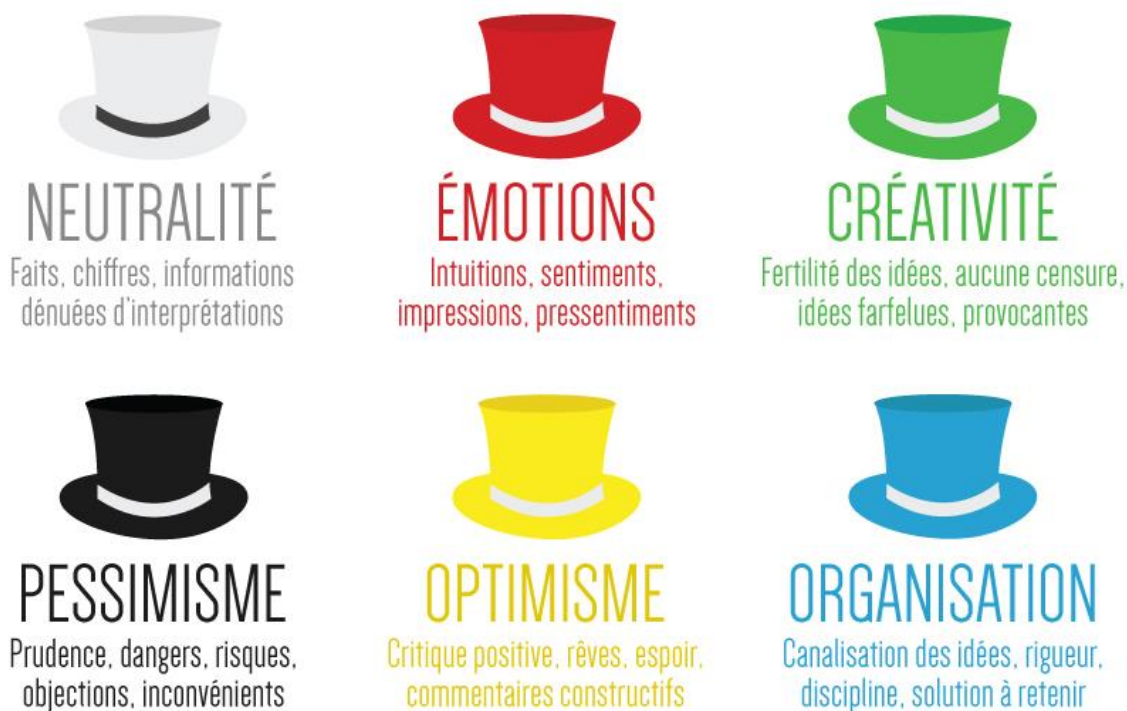 NEUTRALITÉ
Faits, chiffres, informations
dénuées d'interprétations
ÉMOTIONS
Intuitions, sentiments,
impressions, pressentiments
CRÉATIVITÉ
Fertilité des idées, aucune censure,
idées farfelues, provocantes
PESSIMISME
Prudence, dangers, risques,
objections, inconvénients
OPTIMISME
Critique positive, rêves, espoir,
commentaires constructifs
ORGANISATION
Canalisation des idées, rigueur,
discipline, solution à retenir